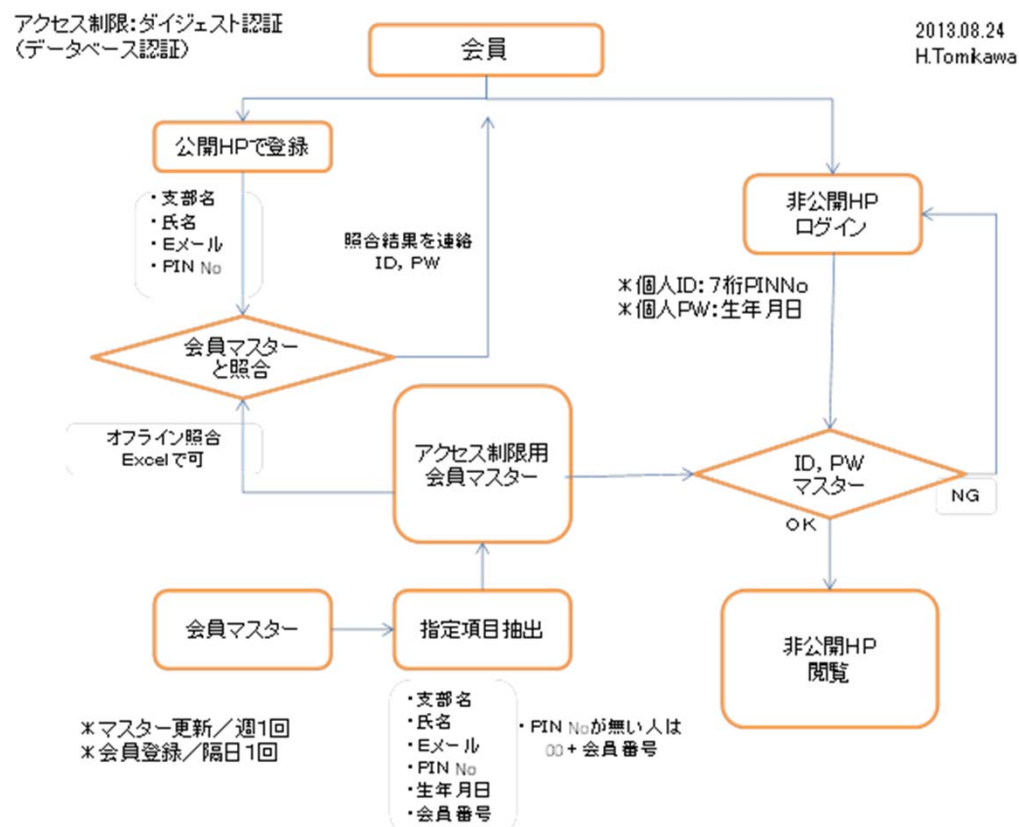 アクセス制限:ダイジェスト認証
(データベース認証)
2013.08.24
H.Tomikawa
会員
公開HPで登録
・支部名
・氏名
・Eメール
・PIN No
照合結果を連絡
ID, PW
非公開HP
ログイン
*個人ID:7桁PINNo
*個人PW:生年月日
会員マスター
と照合
オフライン照合
Excelで可
アクセス制限用
会員マスター
ID, PW
マスター
NG
OK
会員マスター
指定項目抽出
非公開HP
閲覧
*マスター更新/週1回
*会員登録/隔日1回
・支部名
・氏名
・Eメール
・PIN No
・生年月日
・会員番号
・PIN Noが無い人は
00+会員番号